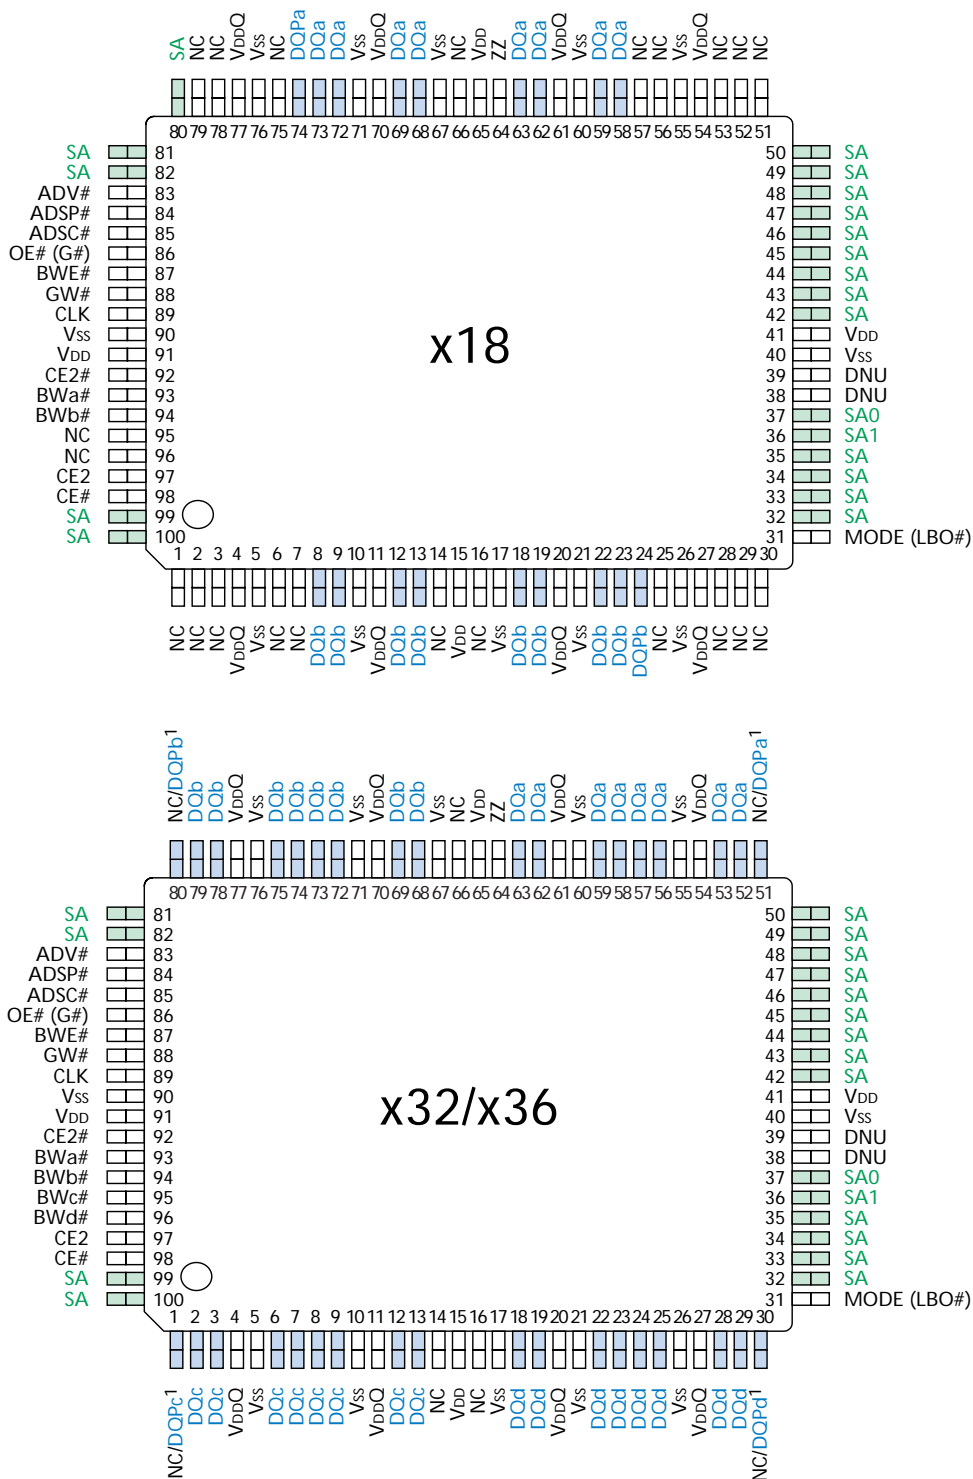 SA NC NC VDDQ VSS NC DQPa DQa DQa VSS VDDQ DQa DQa VSS NC VDD ZZ DQa DQa VDDQ VSS DQa DQa NC NC VSS VDDQ NC NC NC
80 79 78 77 76 75 74 73 72 71 70 69 68 67 66 65 64 63 62 61 60 59 58 57 56 55 54 53 52 51
SA 81 50 SA
SA 82 49 SA
ADV# 83 48 SA
ADSP# 84 47 SA
ADSC# 85 46 SA
OE# (G#) 86 45 SA
BWE# 87 44 SA
GW# 88 43 SA
CLK 89 42 SA
VSS 90 41 VDD
x18
VDD 91 40 VSS
CE2# 92 39 DNU
BWa# 93 38 DNU
BWb# 94 37 SA0
NC 95 36 SA1
NC 96 35 SA
CE2 97 34 SA
CE# 98 33 SA
SA 99 32 SA
SA 100 31 MODE (LBO#)
1 2 3 4 5 6 7 8 9 10 11 12 13 14 15 16 17 18 19 20 21 22 23 24 25 26 27 28 29 30
NC NC NC VDDQ VSS NC NC DQb DQb VSS VDDQ DQb DQb NC VDD NC VSS DQb DQb VDDQ VSS DQb DQb DQPb NC VSS VDDQ NC NC NC
NC/DQPb1 DQb DQb VDDQ VSS DQb DQb DQb DQb VSS VDDQ DQb DQb VSS NC VDD ZZ DQa DQa VDDQ VSS DQa DQa DQa DQa VSS VDDQ DQa DQa NC/DQPa1
80 79 78 77 76 75 74 73 72 71 70 69 68 67 66 65 64 63 62 61 60 59 58 57 56 55 54 53 52 51
SA 81 50 SA
SA 82 49 SA
ADV# 83 48 SA
ADSP# 84 47 SA
ADSC# 85 46 SA
OE# (G#) 86 45 SA
BWE# 87 44 SA
GW# 88 43 SA
CLK 89 42 SA
VSS 90 41 VDD
x32/x36
VDD 91 40 VSS
CE2# 92 39 DNU
BWa# 93 38 DNU
BWb# 94 37 SA0
BWc# 95 36 SA1
BWd# 96 35 SA
CE2 97 34 SA
CE# 98 33 SA
SA 99 32 SA
SA 100 31 MODE (LBO#)
1 2 3 4 5 6 7 8 9 10 11 12 13 14 15 16 17 18 19 20 21 22 23 24 25 26 27 28 29 30
NC/DQPc1 DQc DQc VDDQ VSS DQc DQc DQc DQc VSS VDDQ DQc DQc NC VDD NC VSS DQd DQd VDDQ VSS DQd DQd DQd DQd VSS VDDQ DQd DQd NC/DQPd1